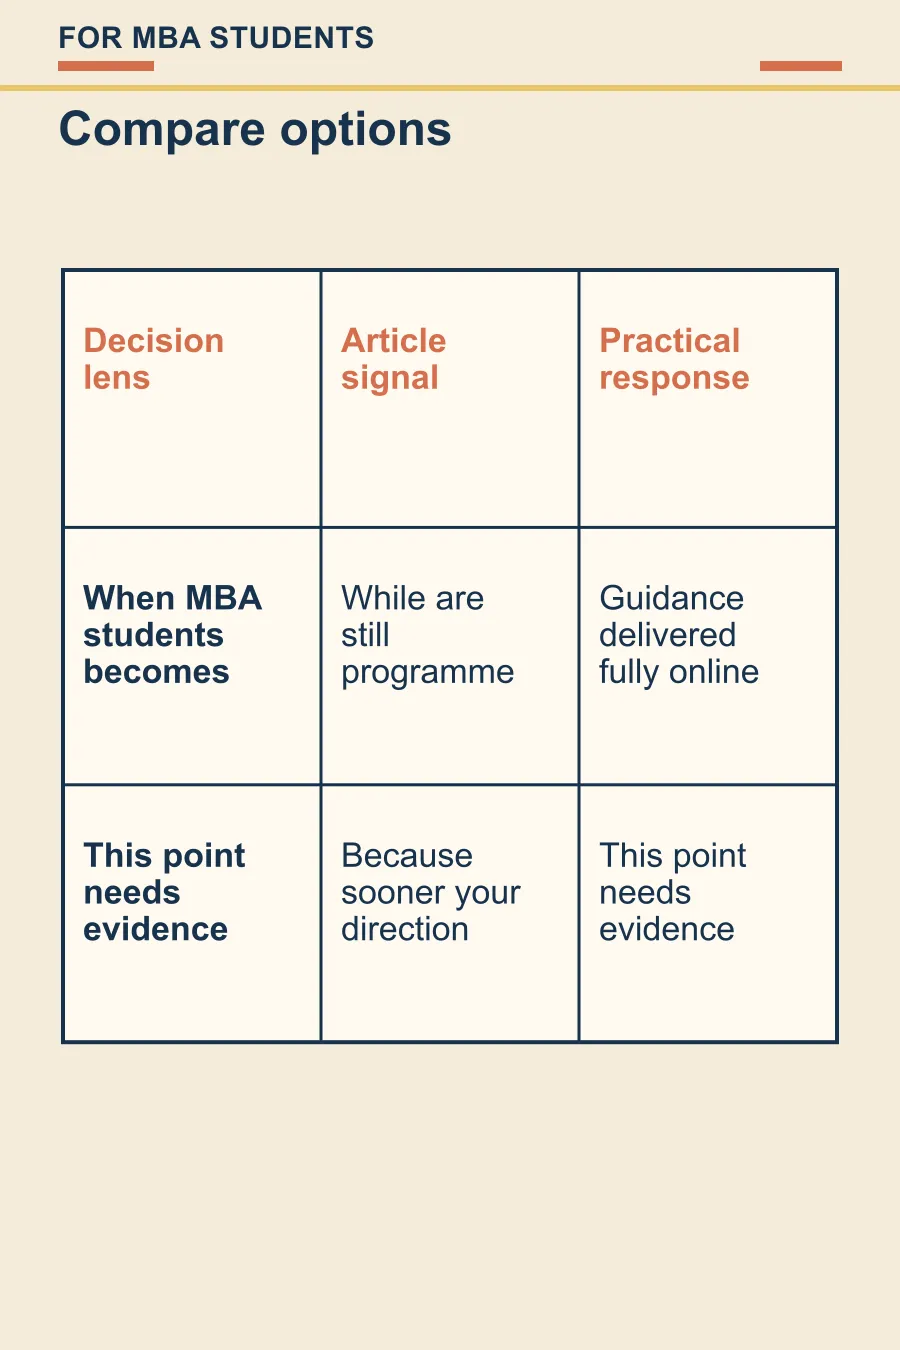 FOR MBA STUDENTS
Compare options
Decision
lens
Article
signal
Practical
response
When MBA
students
becomes
While are
still
programme
Guidance
delivered
fully online
This point
needs
evidence
Because
sooner your
direction
This point
needs
evidence